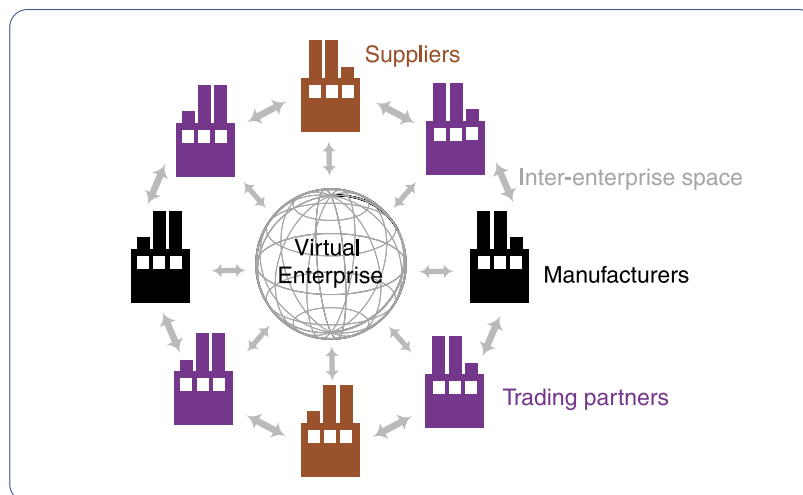 Suppliers
Inter-enterprise space
Virtual
Enterprise
Manufacturers
Trading partners